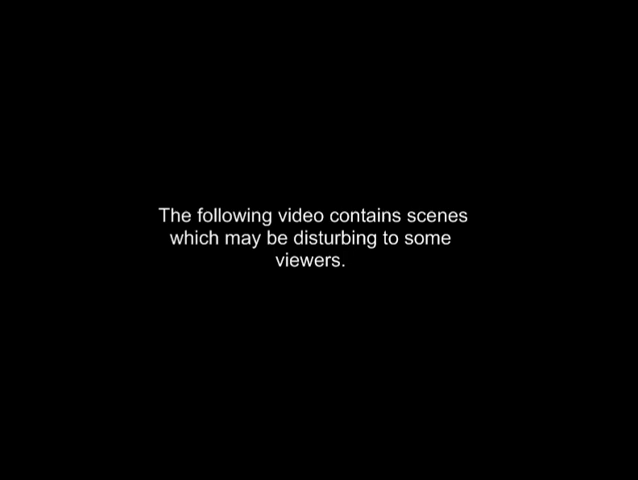 The following video contains scenes
which may be disturbing to some
viewers.